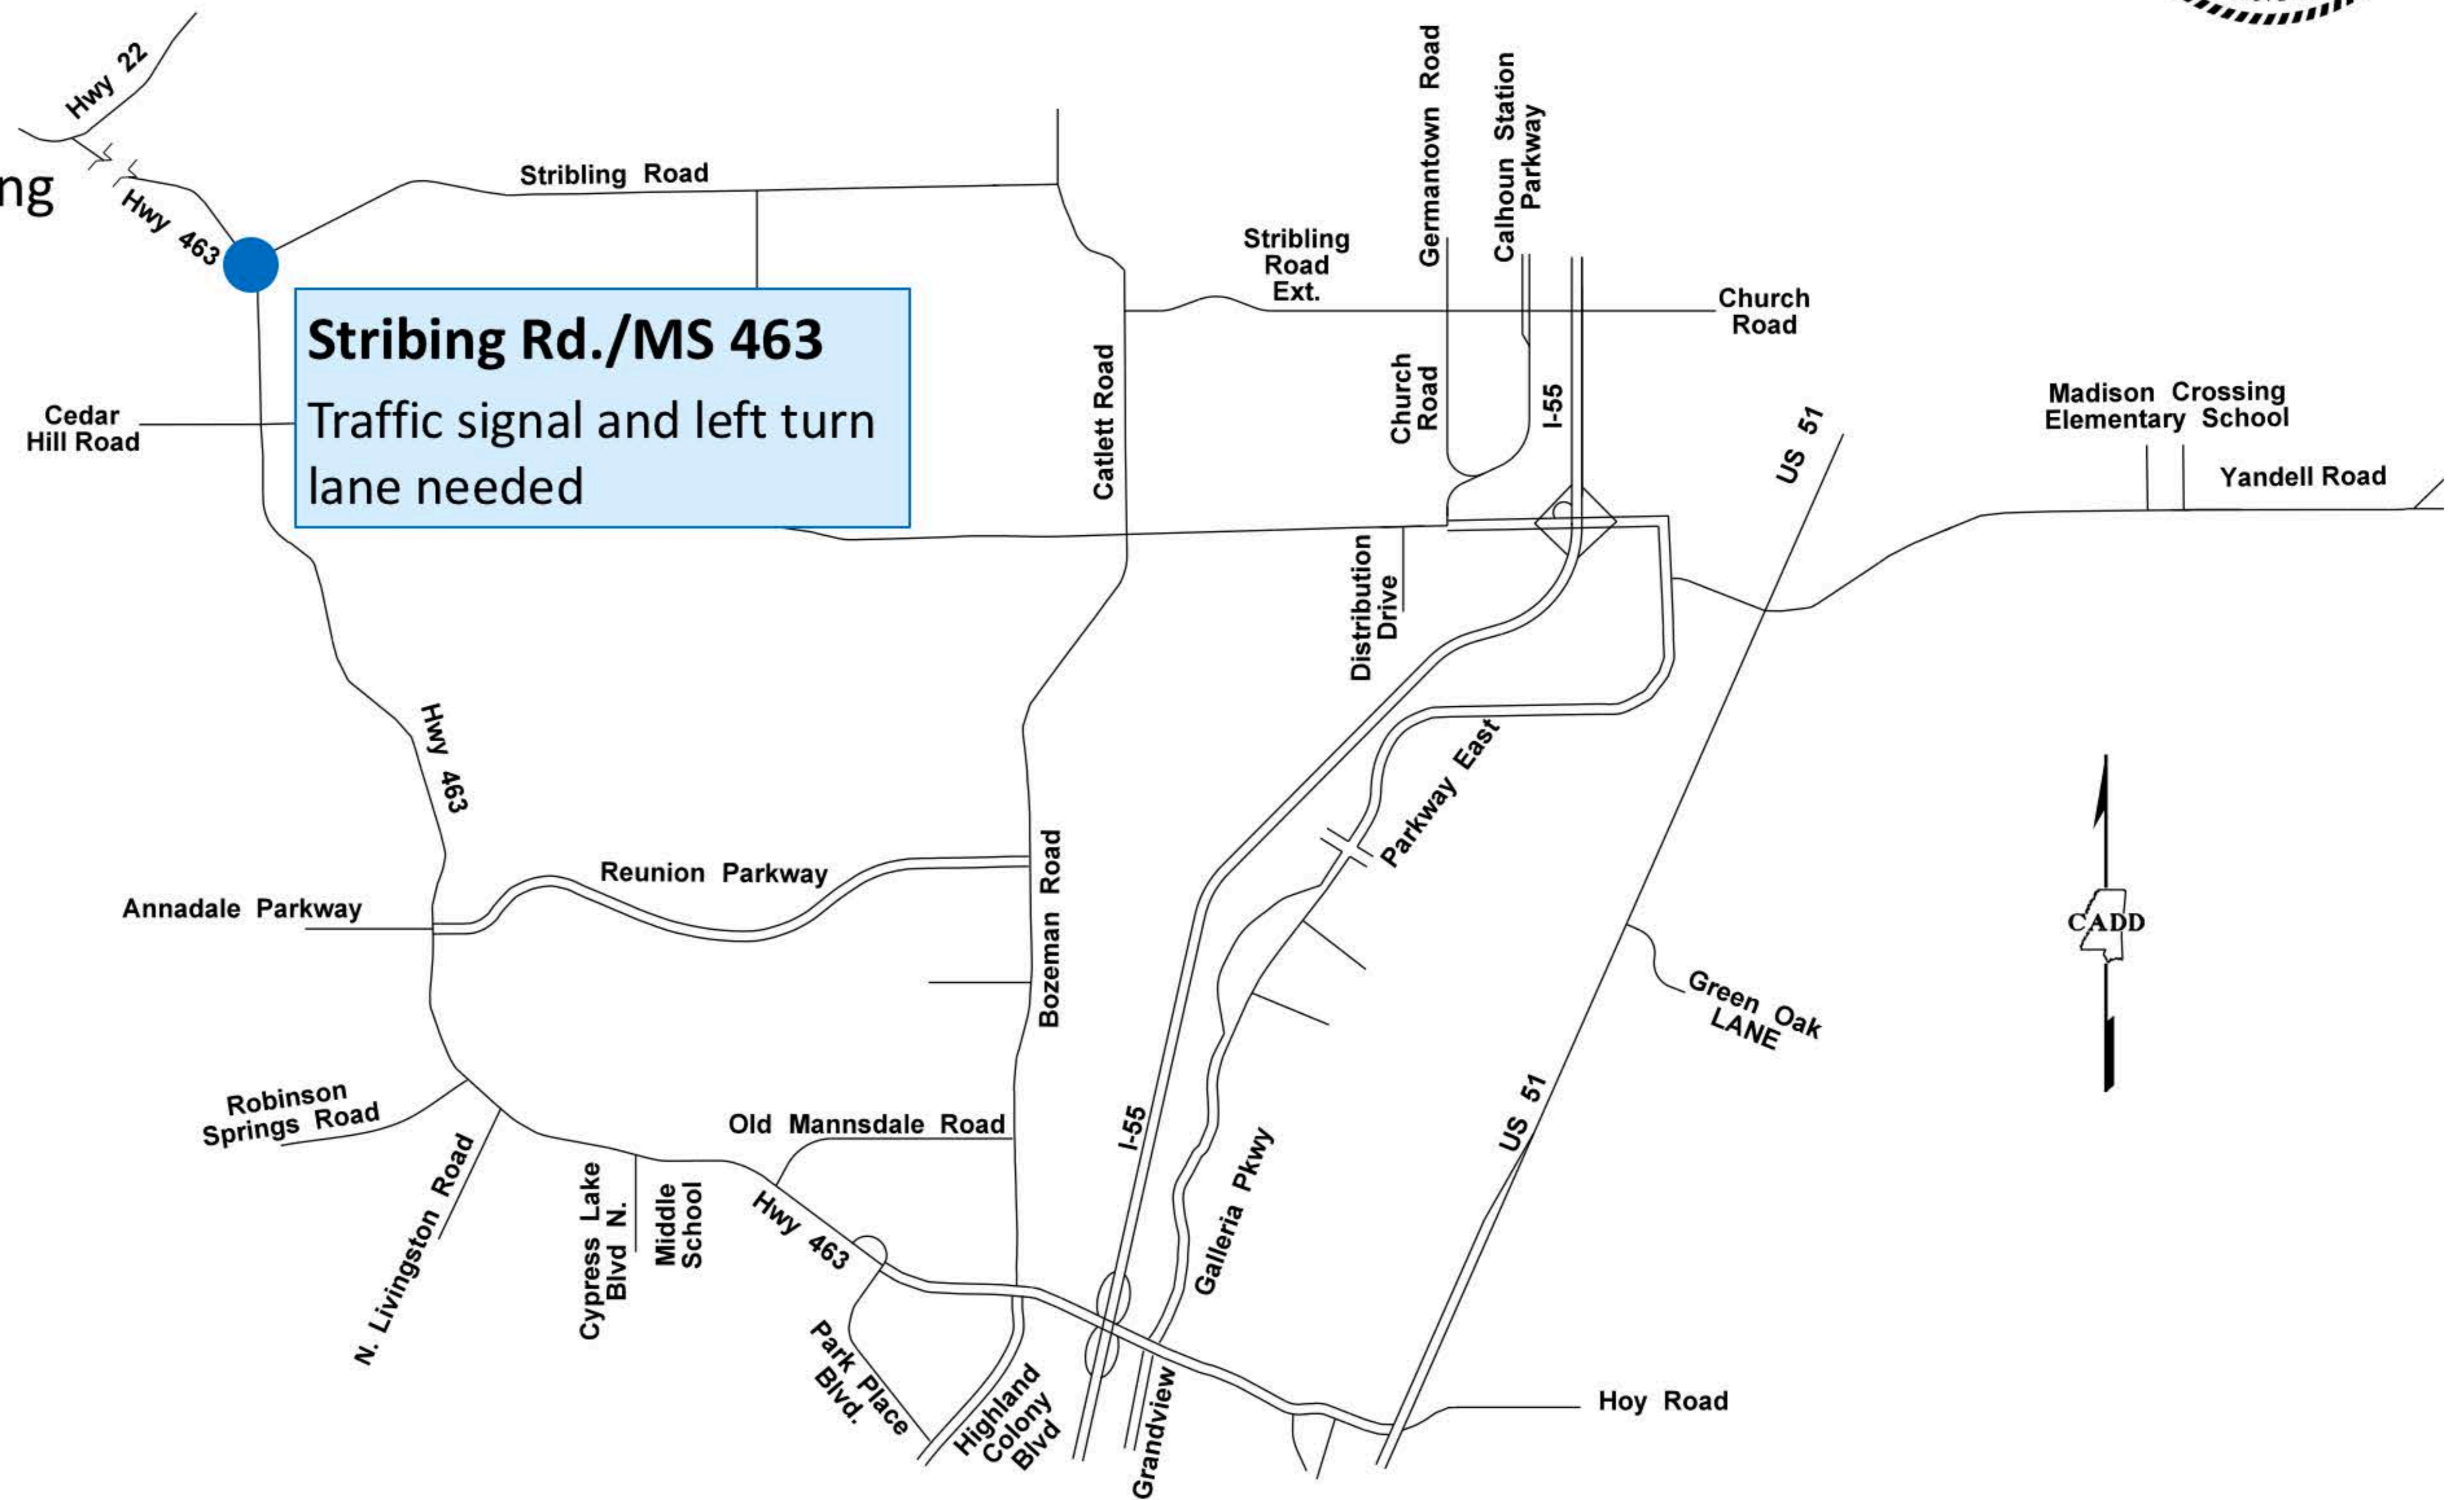 Hwy 22
ng
Hwy 463
Stribling Road
Germantown Road
Calhoun Station
Parkway
Stribling
Road
Ext.
Church
Road
Stribing Rd./MS 463
Traffic signal and left turn
lane needed
Cedar
Hill Road
Catlett Road
Church
Road
I-55
US 51
Madison Crossing
Elementary School
Yandell Road
Distribution
Drive
Hwy 463
Parkway East
Reunion Parkway
Annadale Parkway
Bozeman Road
CADD
Green Oak
LANE
Robinson
Springs Road
Old Mannsdale Road
I-55
US 51
N. Livingston Road
Cypress Lake
Blvd N.
Middle
School
Hwy 463
Galleria Pkwy
Park Place
Blvd.
Highland
Colony
Blvd
Grandview
Hoy Road